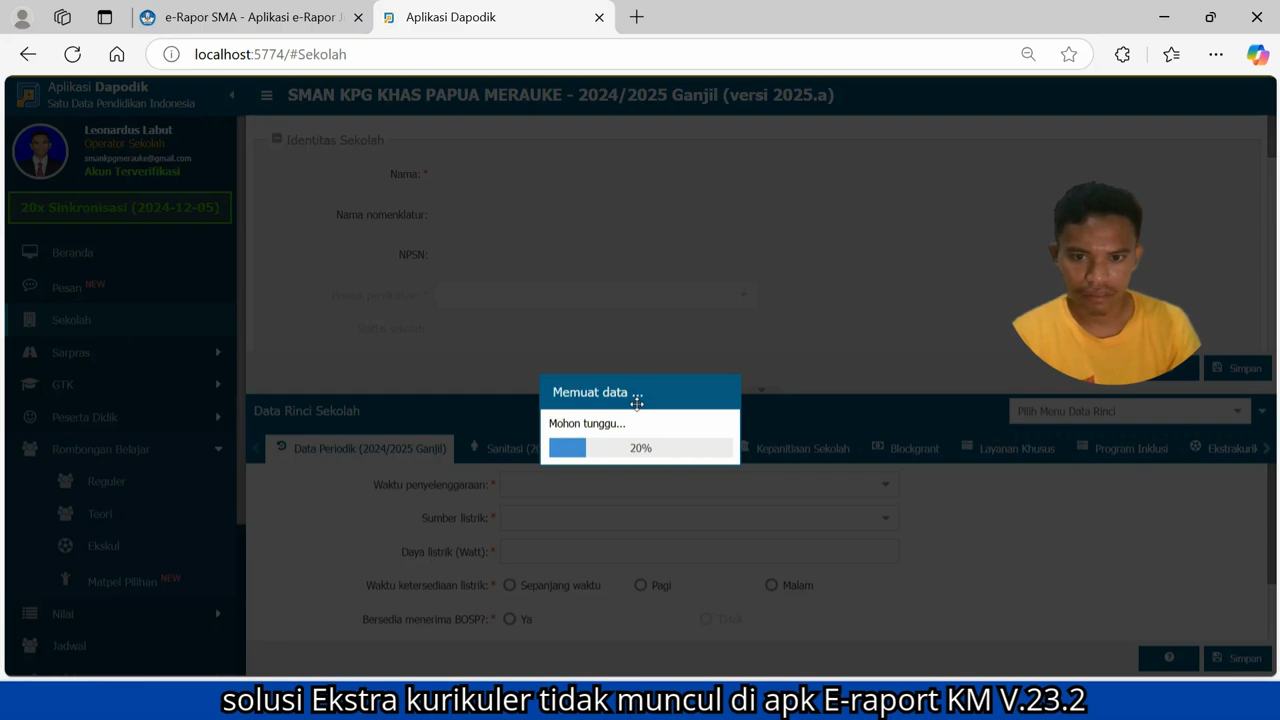 e-Rapor SMA - Aplikasi e-Rapor
Aplikasi Dapodik
localhost:5774/#Sekolah
Aplikasi Dapodik
Satu Data Pendidikan Indonesia
SMAN KPG KHAS PAPUA MERAUKE - 2024/2025 Ganjil (versi 2025.a)
Leonardus Labut
Operator Sekolah
smankpgmerauke@gmail.com
Akun Terverifikasi
20x Sinkronisasi (2024-12-05)
Beranda
Pesan NEW
Sekolah
Sarpras
GTK
Peserta Didik
Rombongan Belajar
Reguler
Teori
Ekskul
Matpel Pilihan NEW
Nilai
Jadwal
Identitas Sekolah
Nama: *
Nama nomenklatur:
NPSN:
Bentuk pendidikan: *
Status sekolah:
Simpan
Memuat data ...
Mohon tunggu...
20%
Data Rinci Sekolah
Pilih Menu Data Rinci
Data Periodik (2024/2025 Ganjil)
Sanitasi (20
Kepanitiaan Sekolah
Blockgrant
Layanan Khusus
Program Inklusi
Ekstrakurik
Waktu penyelenggaraan: *
Sumber listrik: *
Daya listrik (Watt): *
Waktu ketersediaan listrik: *
Sepanjang waktu
Pagi
Malam
Bersedia menerima BOSP?: *
Ya
Tidak
Simpan
solusi Ekstra kurikuler tidak muncul di apk E-raport KM V.23.2